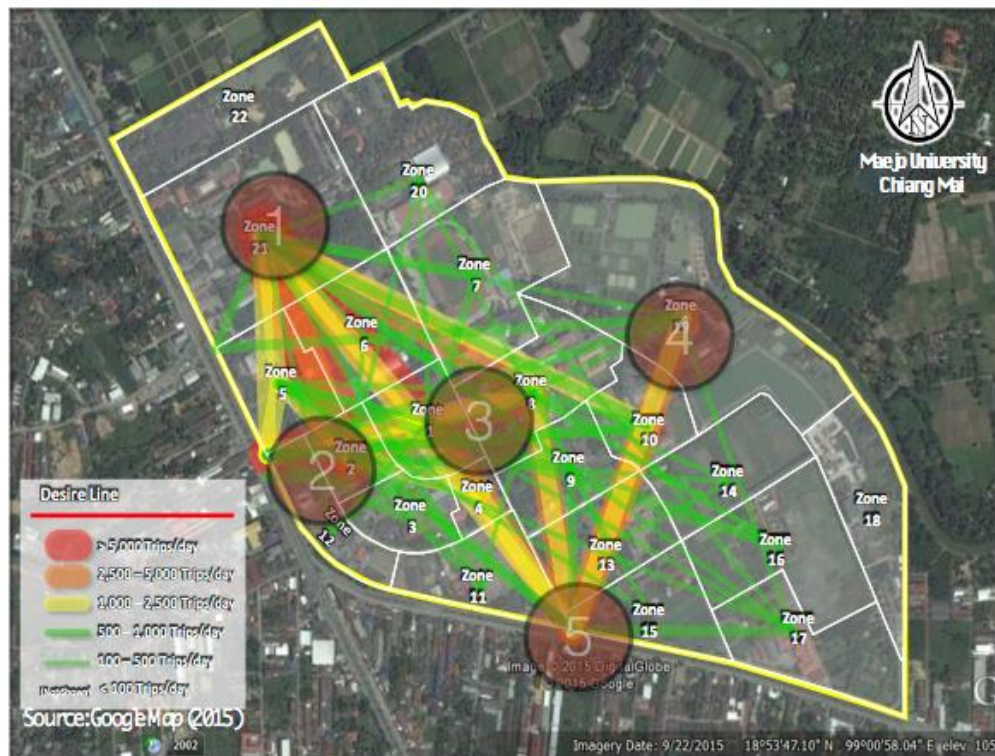 Zone
22
Maejo University
Chiang Mai
Zone
20
1
Zone
21
Zone
7
Zone
4
Zone
6
Zone
5
Zone
8
3
Zone
1
Zone
10
2
Zone
2
Zone
9
Zone
14
Zone
4
Zone
3
Zone
18
Zone
12
Zone
13
Zone
16
Zone
11
5
Zone
15
Zone
17
Desire Line
> 5,000 Trips/day
2,500 – 5,000 Trips/day
1,000 – 2,500 Trips/day
500 – 1,000 Trips/day
100 – 500 Trips/day
< 100 Trips/day
Source:Google Map (2015)
Image © 2015 DigitalGlobe
© 2015 Google
2002
Imagery Date: 9/22/2015 18°53'47.10" N 99°00'58.04" E elev 105